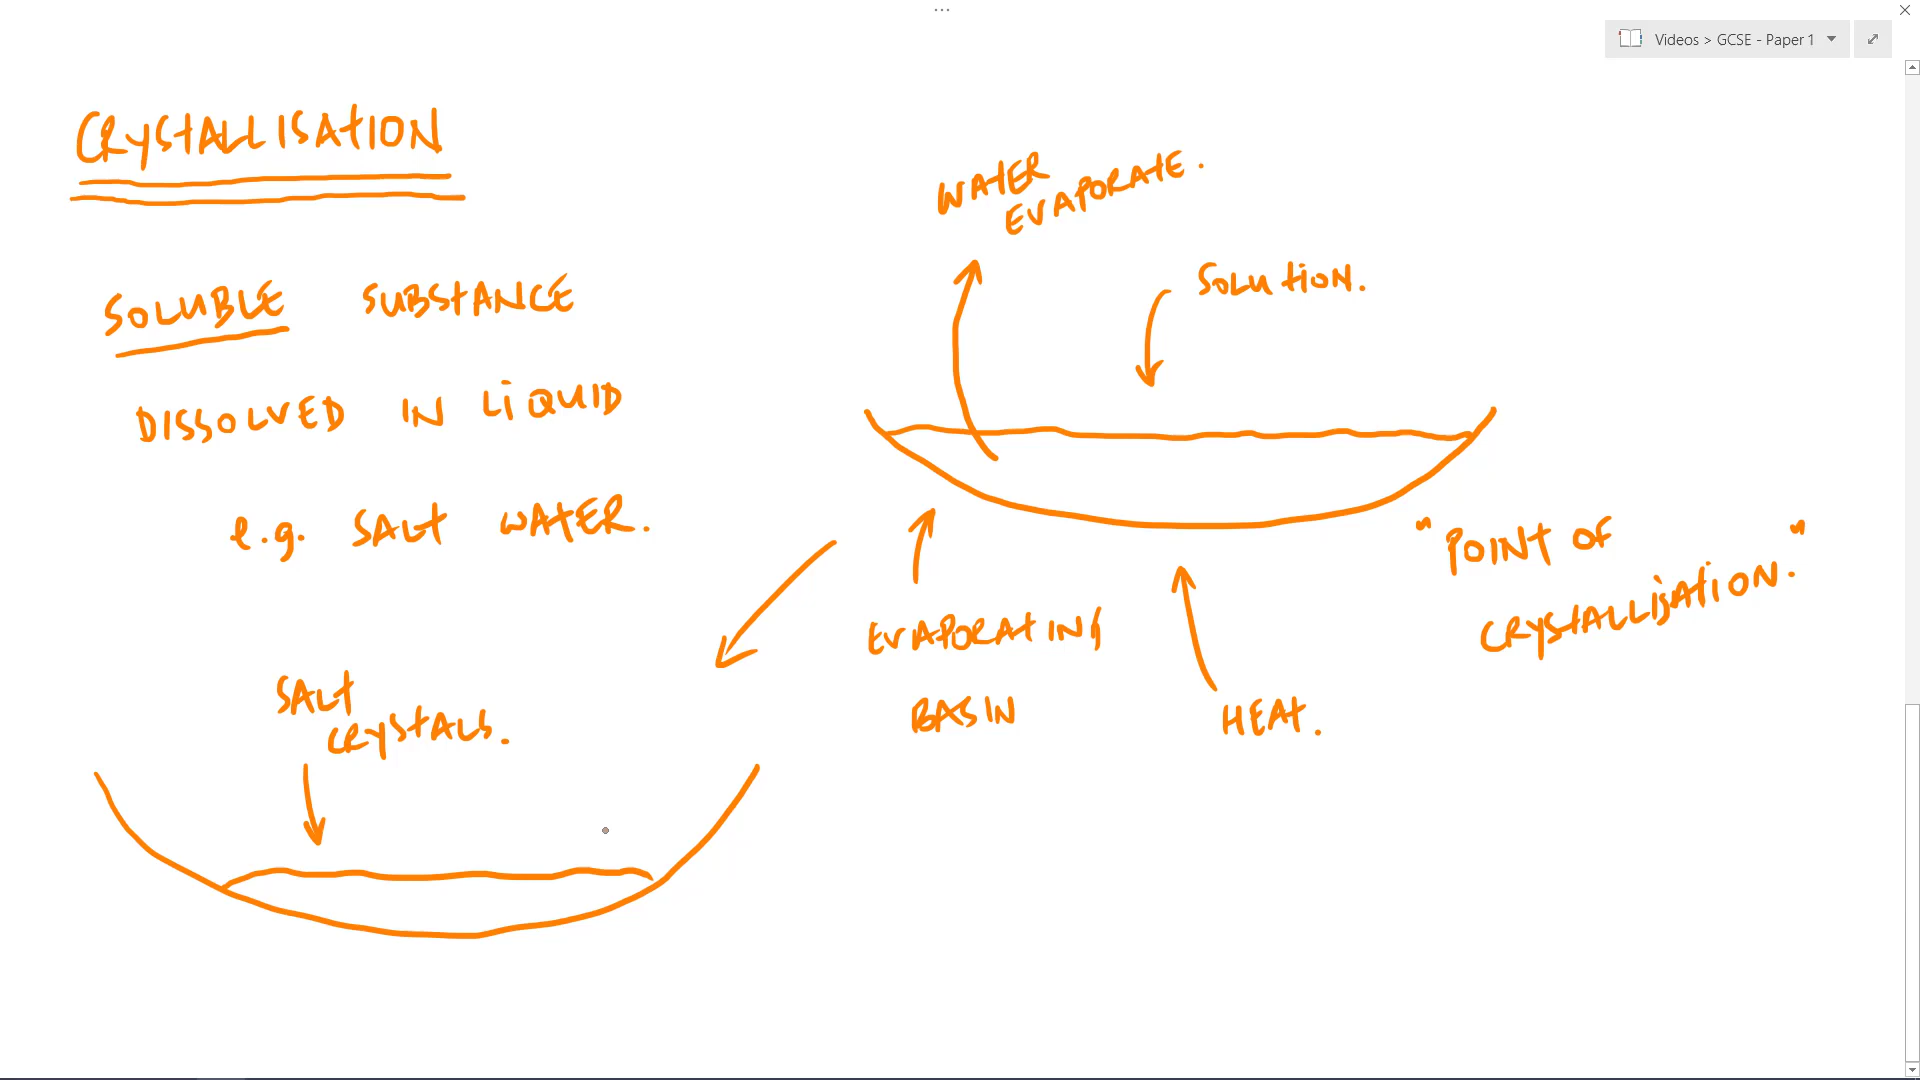 ...
Videos > GCSE - Paper 1
CRYSTALLISATION
SOLUBLE SUBSTANCE
DISSOLVED IN LIQUID
e.g. SALT WATER.
WATER
EVAPORATE.
SOLUTION.
EVAPORATING
BASIN
HEAT.
"POINT OF
CRYSTALLISATION."
SALT
CRYSTALS.